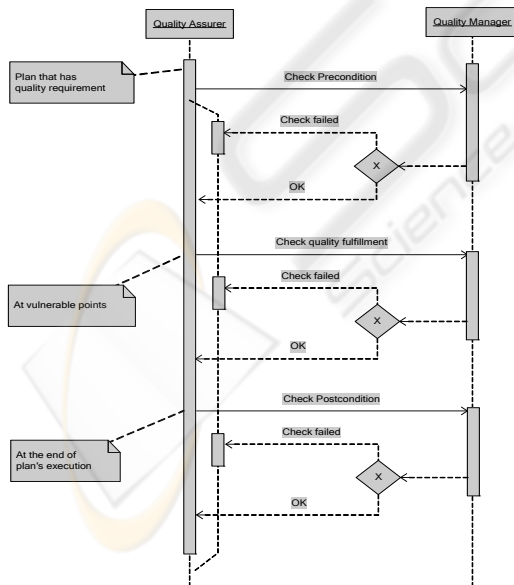 Quality Assurer
Quality Manager
Plan that has
quality requirement
Check Precondition
Check failed
X
OK
Check quality fulfillment
Check failed
At vulnerable points
X
OK
Check Postcondition
Check failed
At the end of
plan's execution
X
OK
Science